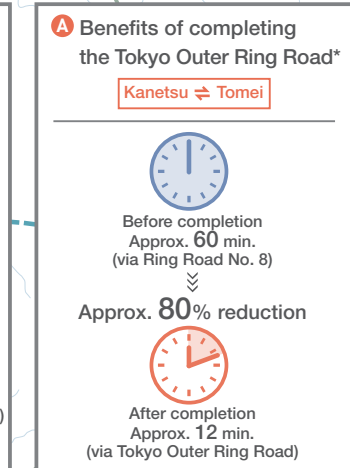 A Benefits of completing
the Tokyo Outer Ring Road*
Kanetsu ⇌ Tomei
Before completion
Approx. 60 min.
(via Ring Road No. 8)
Approx. 80% reduction
After completion
Approx. 12 min.
(via Tokyo Outer Ring Road)
)